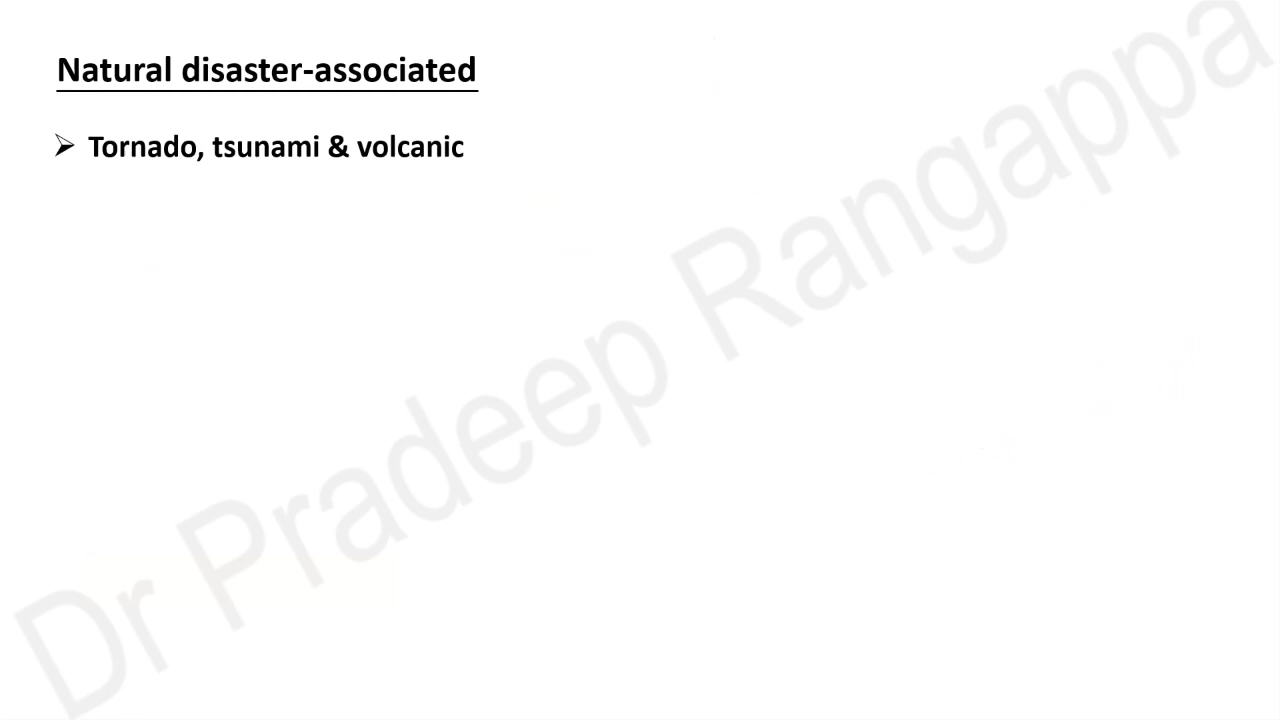 Natural disaster-associated
➢ Tornado, tsunami & volcanic
Dr Pradeep Rangappa